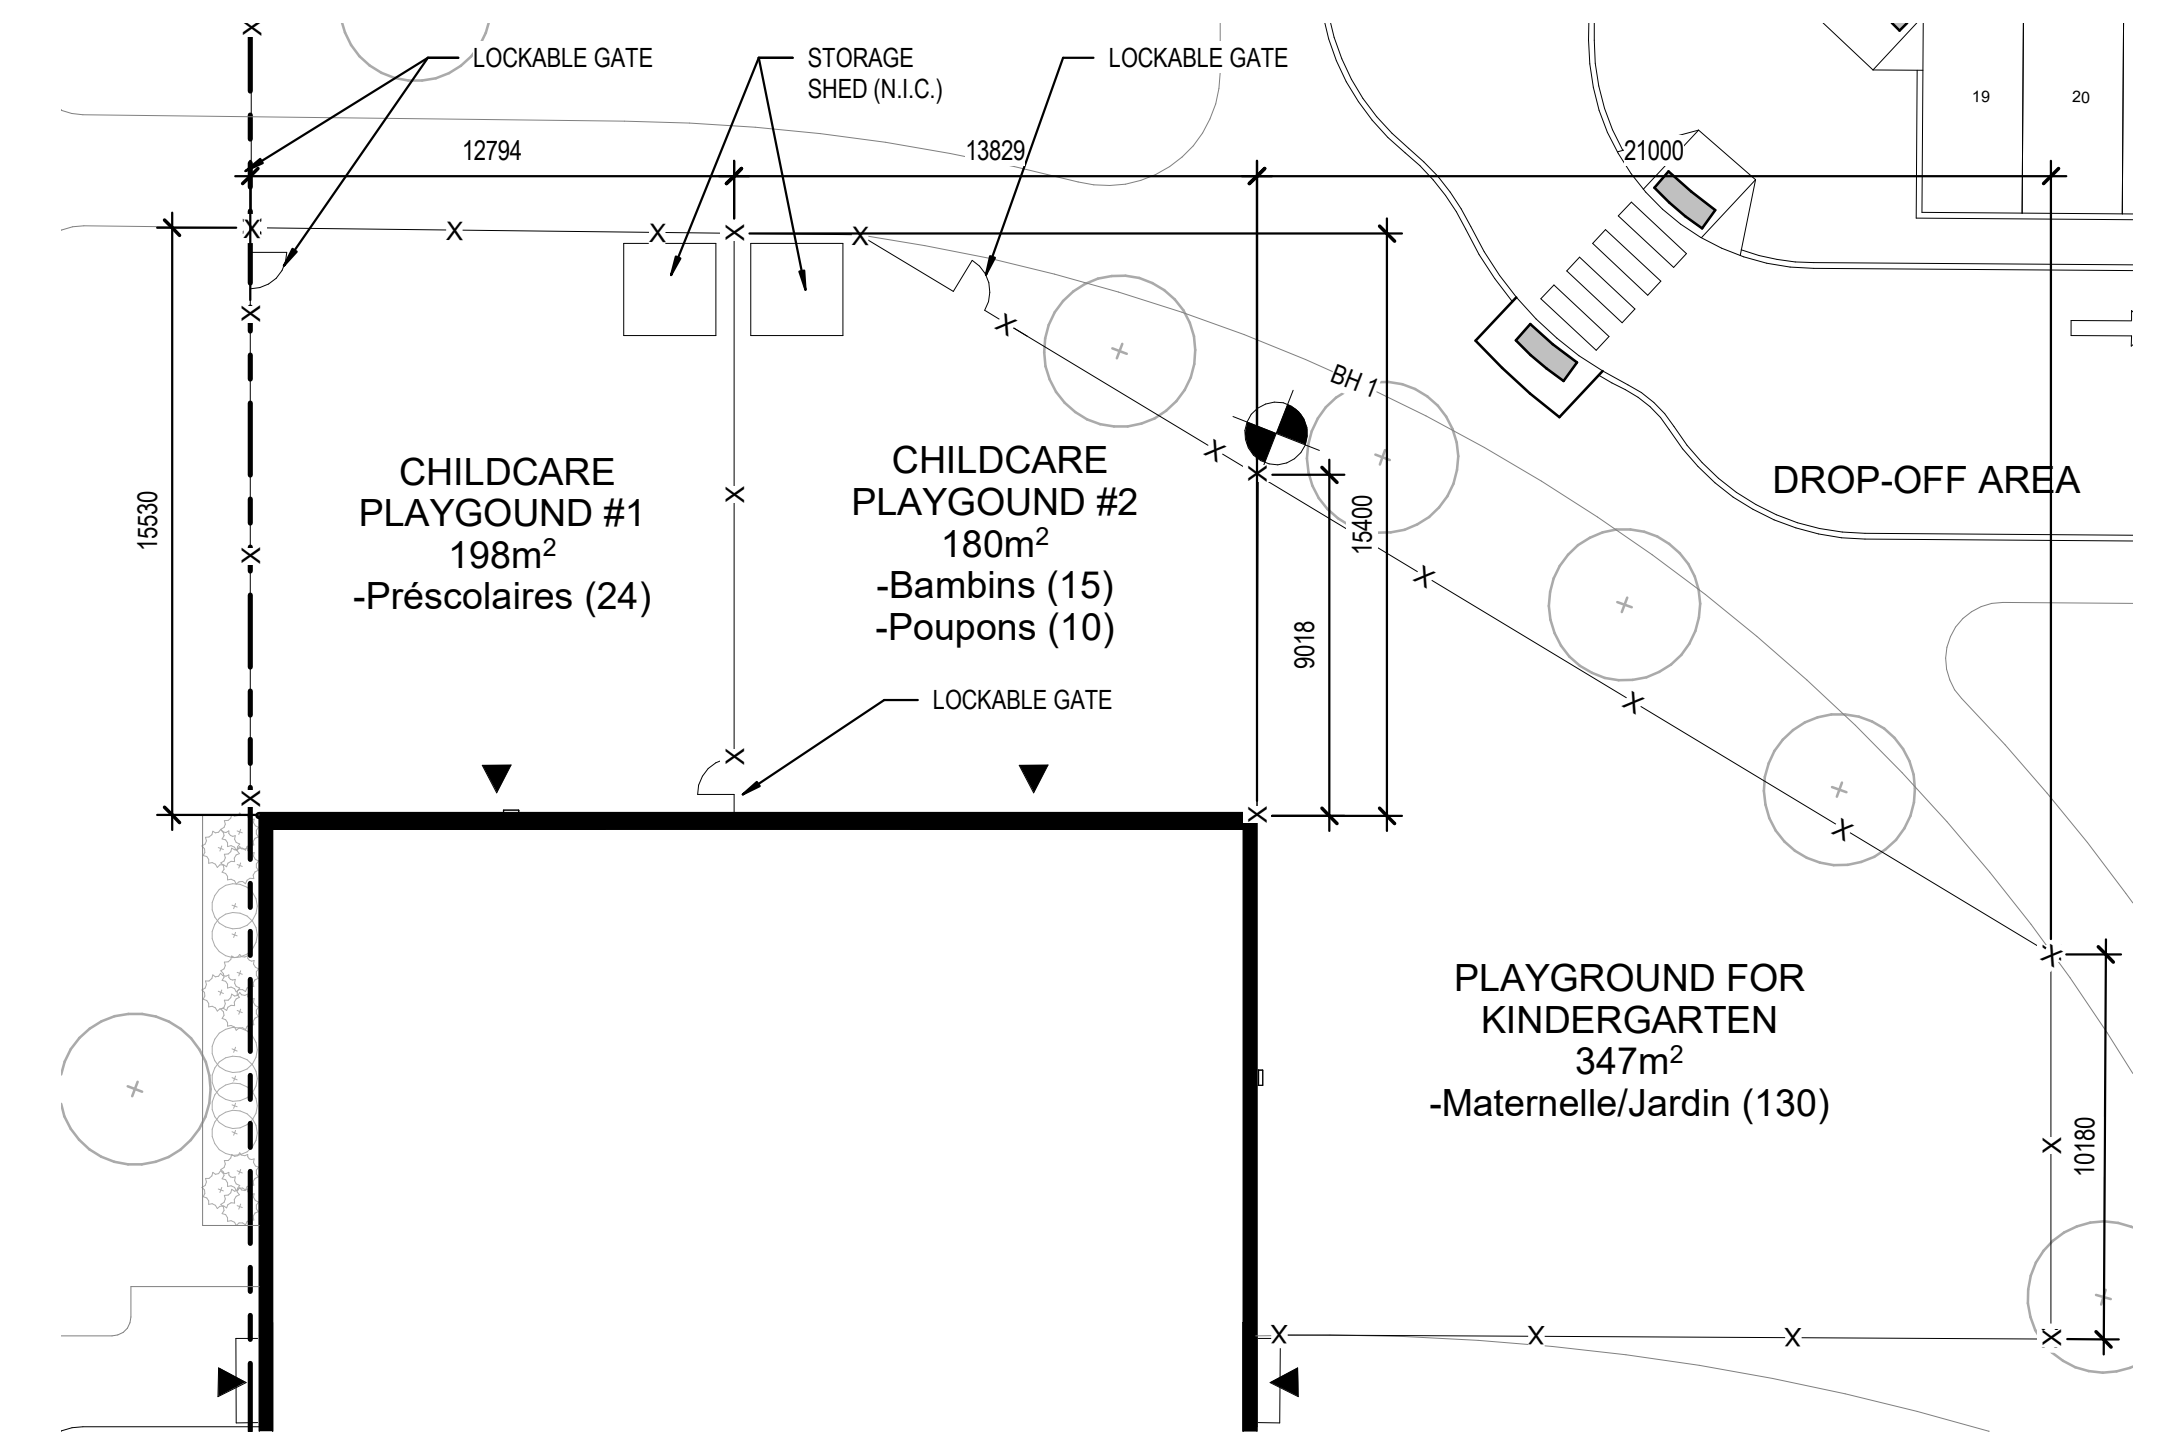 LOCKABLE GATE
STORAGE
SHED (N.I.C.)
LOCKABLE GATE
19
20
12794
13829
21000
BH 1
CHILDCARE
PLAYGOUND #1
198m²
-Préscolaires (24)
CHILDCARE
PLAYGOUND #2
180m²
-Bambins (15)
-Poupons (10)
DROP-OFF AREA
15530
15400
9018
LOCKABLE GATE
PLAYGROUND FOR
KINDERGARTEN
347m²
-Maternelle/Jardin (130)
10180